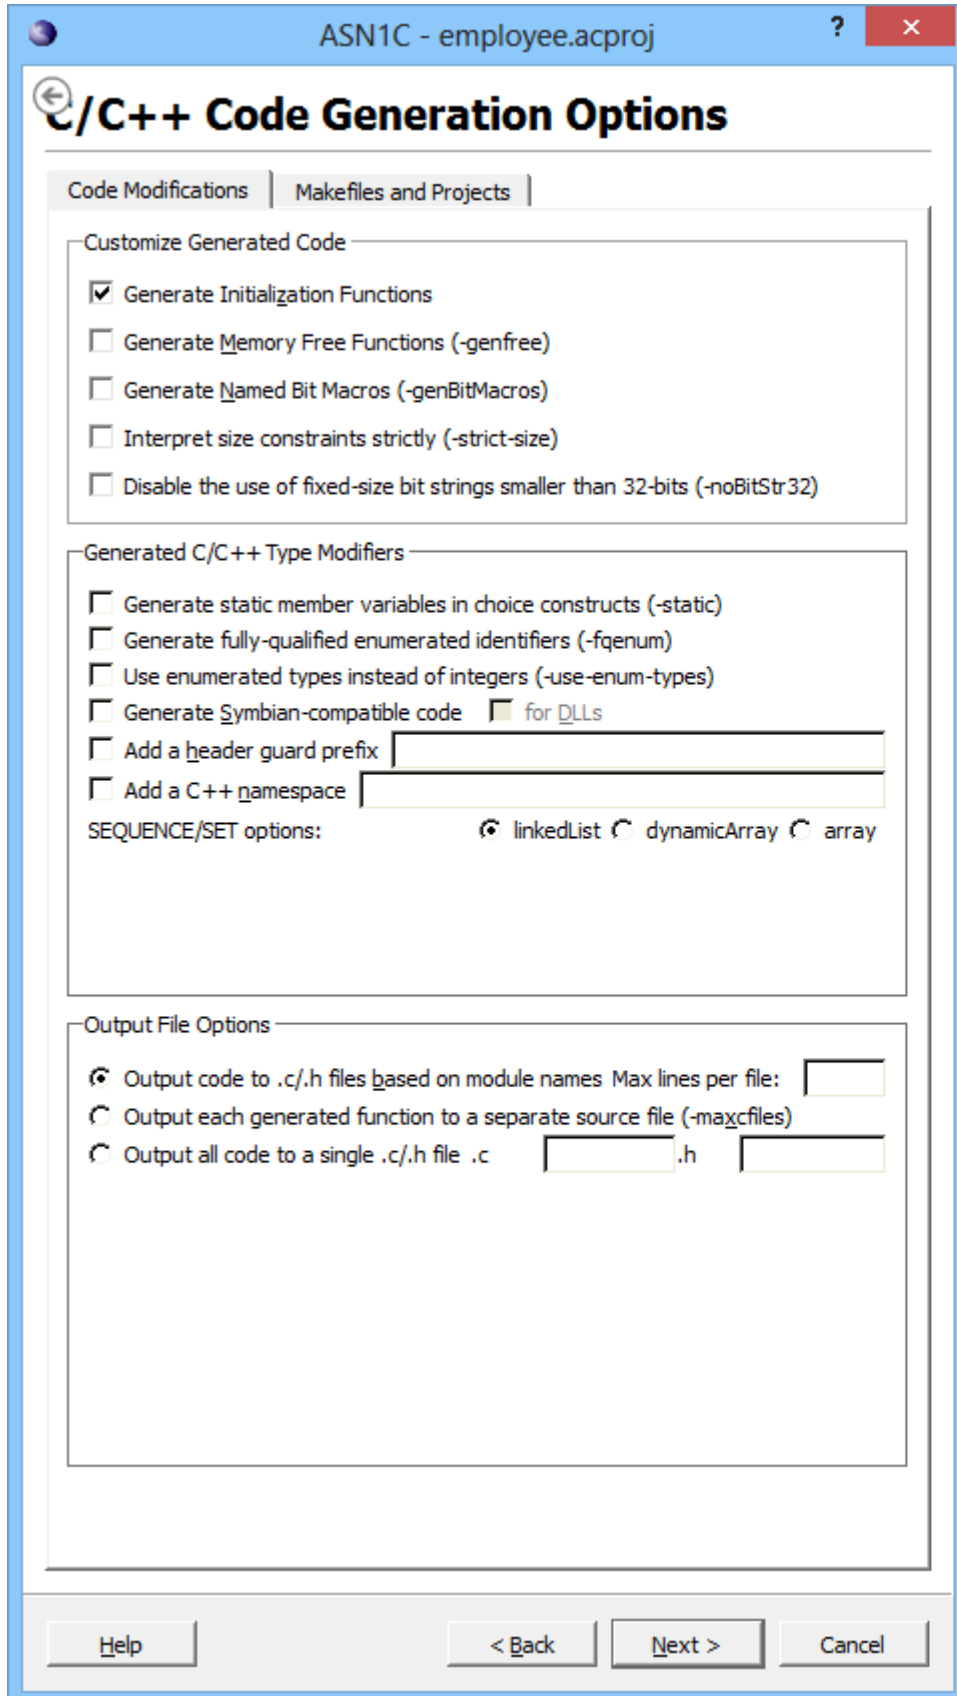 ASN1C - employee.acproj ? ×
C/C++ Code Generation Options
Code Modifications Makefiles and Projects
Customize Generated Code
Generate Initialization Functions
Generate Memory Free Functions (-genfree)
Generate Named Bit Macros (-genBitMacros)
Interpret size constraints strictly (-strict-size)
Disable the use of fixed-size bit strings smaller than 32-bits (-noBitStr32)
Generated C/C++ Type Modifiers
Generate static member variables in choice constructs (-static)
Generate fully-qualified enumerated identifiers (-fqenum)
Use enumerated types instead of integers (-use-enum-types)
Generate Symbian-compatible code for DLLs
Add a header guard prefix
Add a C++ namespace
SEQUENCE/SET options: linkedList dynamicArray array
Output File Options
Output code to .c/.h files based on module names Max lines per file:
Output each generated function to a separate source file (-maxcfiles)
Output all code to a single .c/.h file .c .h
Help < Back Next > Cancel